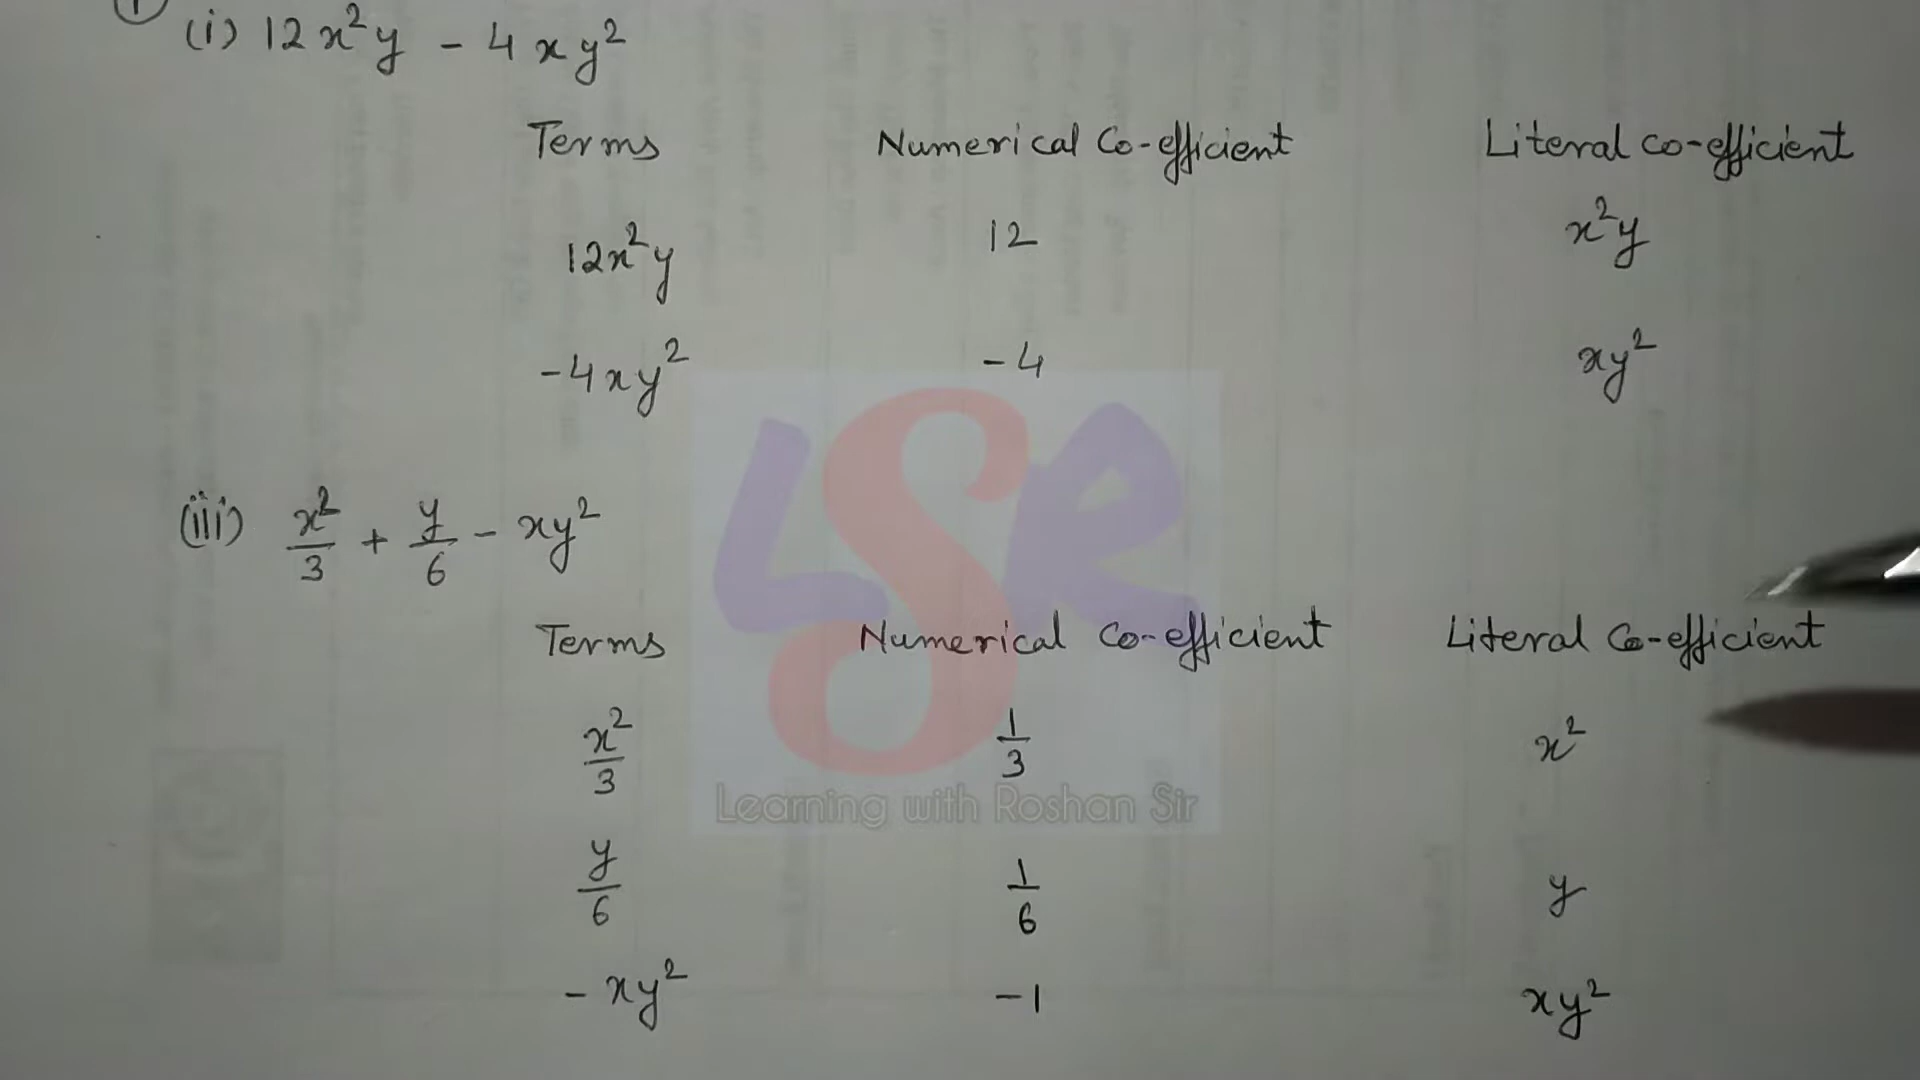 ①
(i) 12x²y - 4xy²
Terms Numerical Co-efficient Literal co-efficient
12x²y 12 x²y
-4xy² -4 xy²
(iii) x²/3 + y/6 - xy²
Terms Numerical Co-efficient Literal Co-efficient
x²/3 1/3 x²
Learning with Roshan Sir
y/6 1/6 y
-xy² -1 xy²